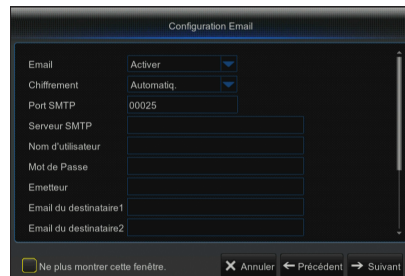 Configuration Email
Email Activer
Chiffrement Automatiq.
Port SMTP 00025
Serveur SMTP
Nom d'utilisateur
Mot de Passe
Emetteur
Email du destinataire1
Email du destinataire2
Ne plus montrer cette fenêtre. Annuler Précédent Suivant